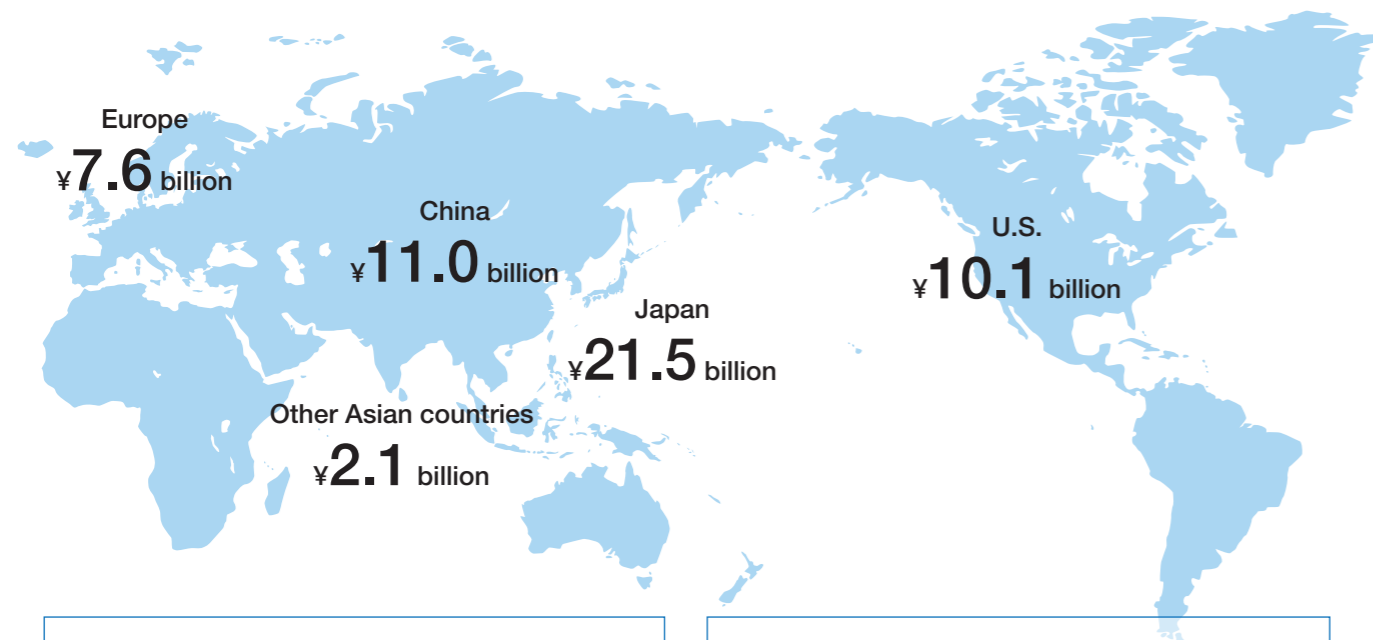 Europe
¥7.6 billion
China
¥11.0 billion
U.S.
¥10.1 billion
Japan
¥21.5 billion
Other Asian countries
¥2.1 billion